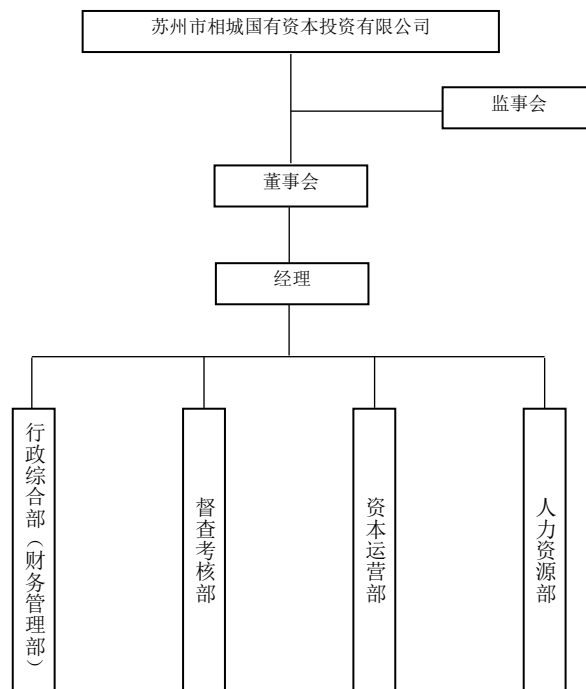 苏州市相城国有资本投资有限公司
监事会
董事会
经理
行政综合部（财务管理部）
督查考核部
资本运营部
人力资源部